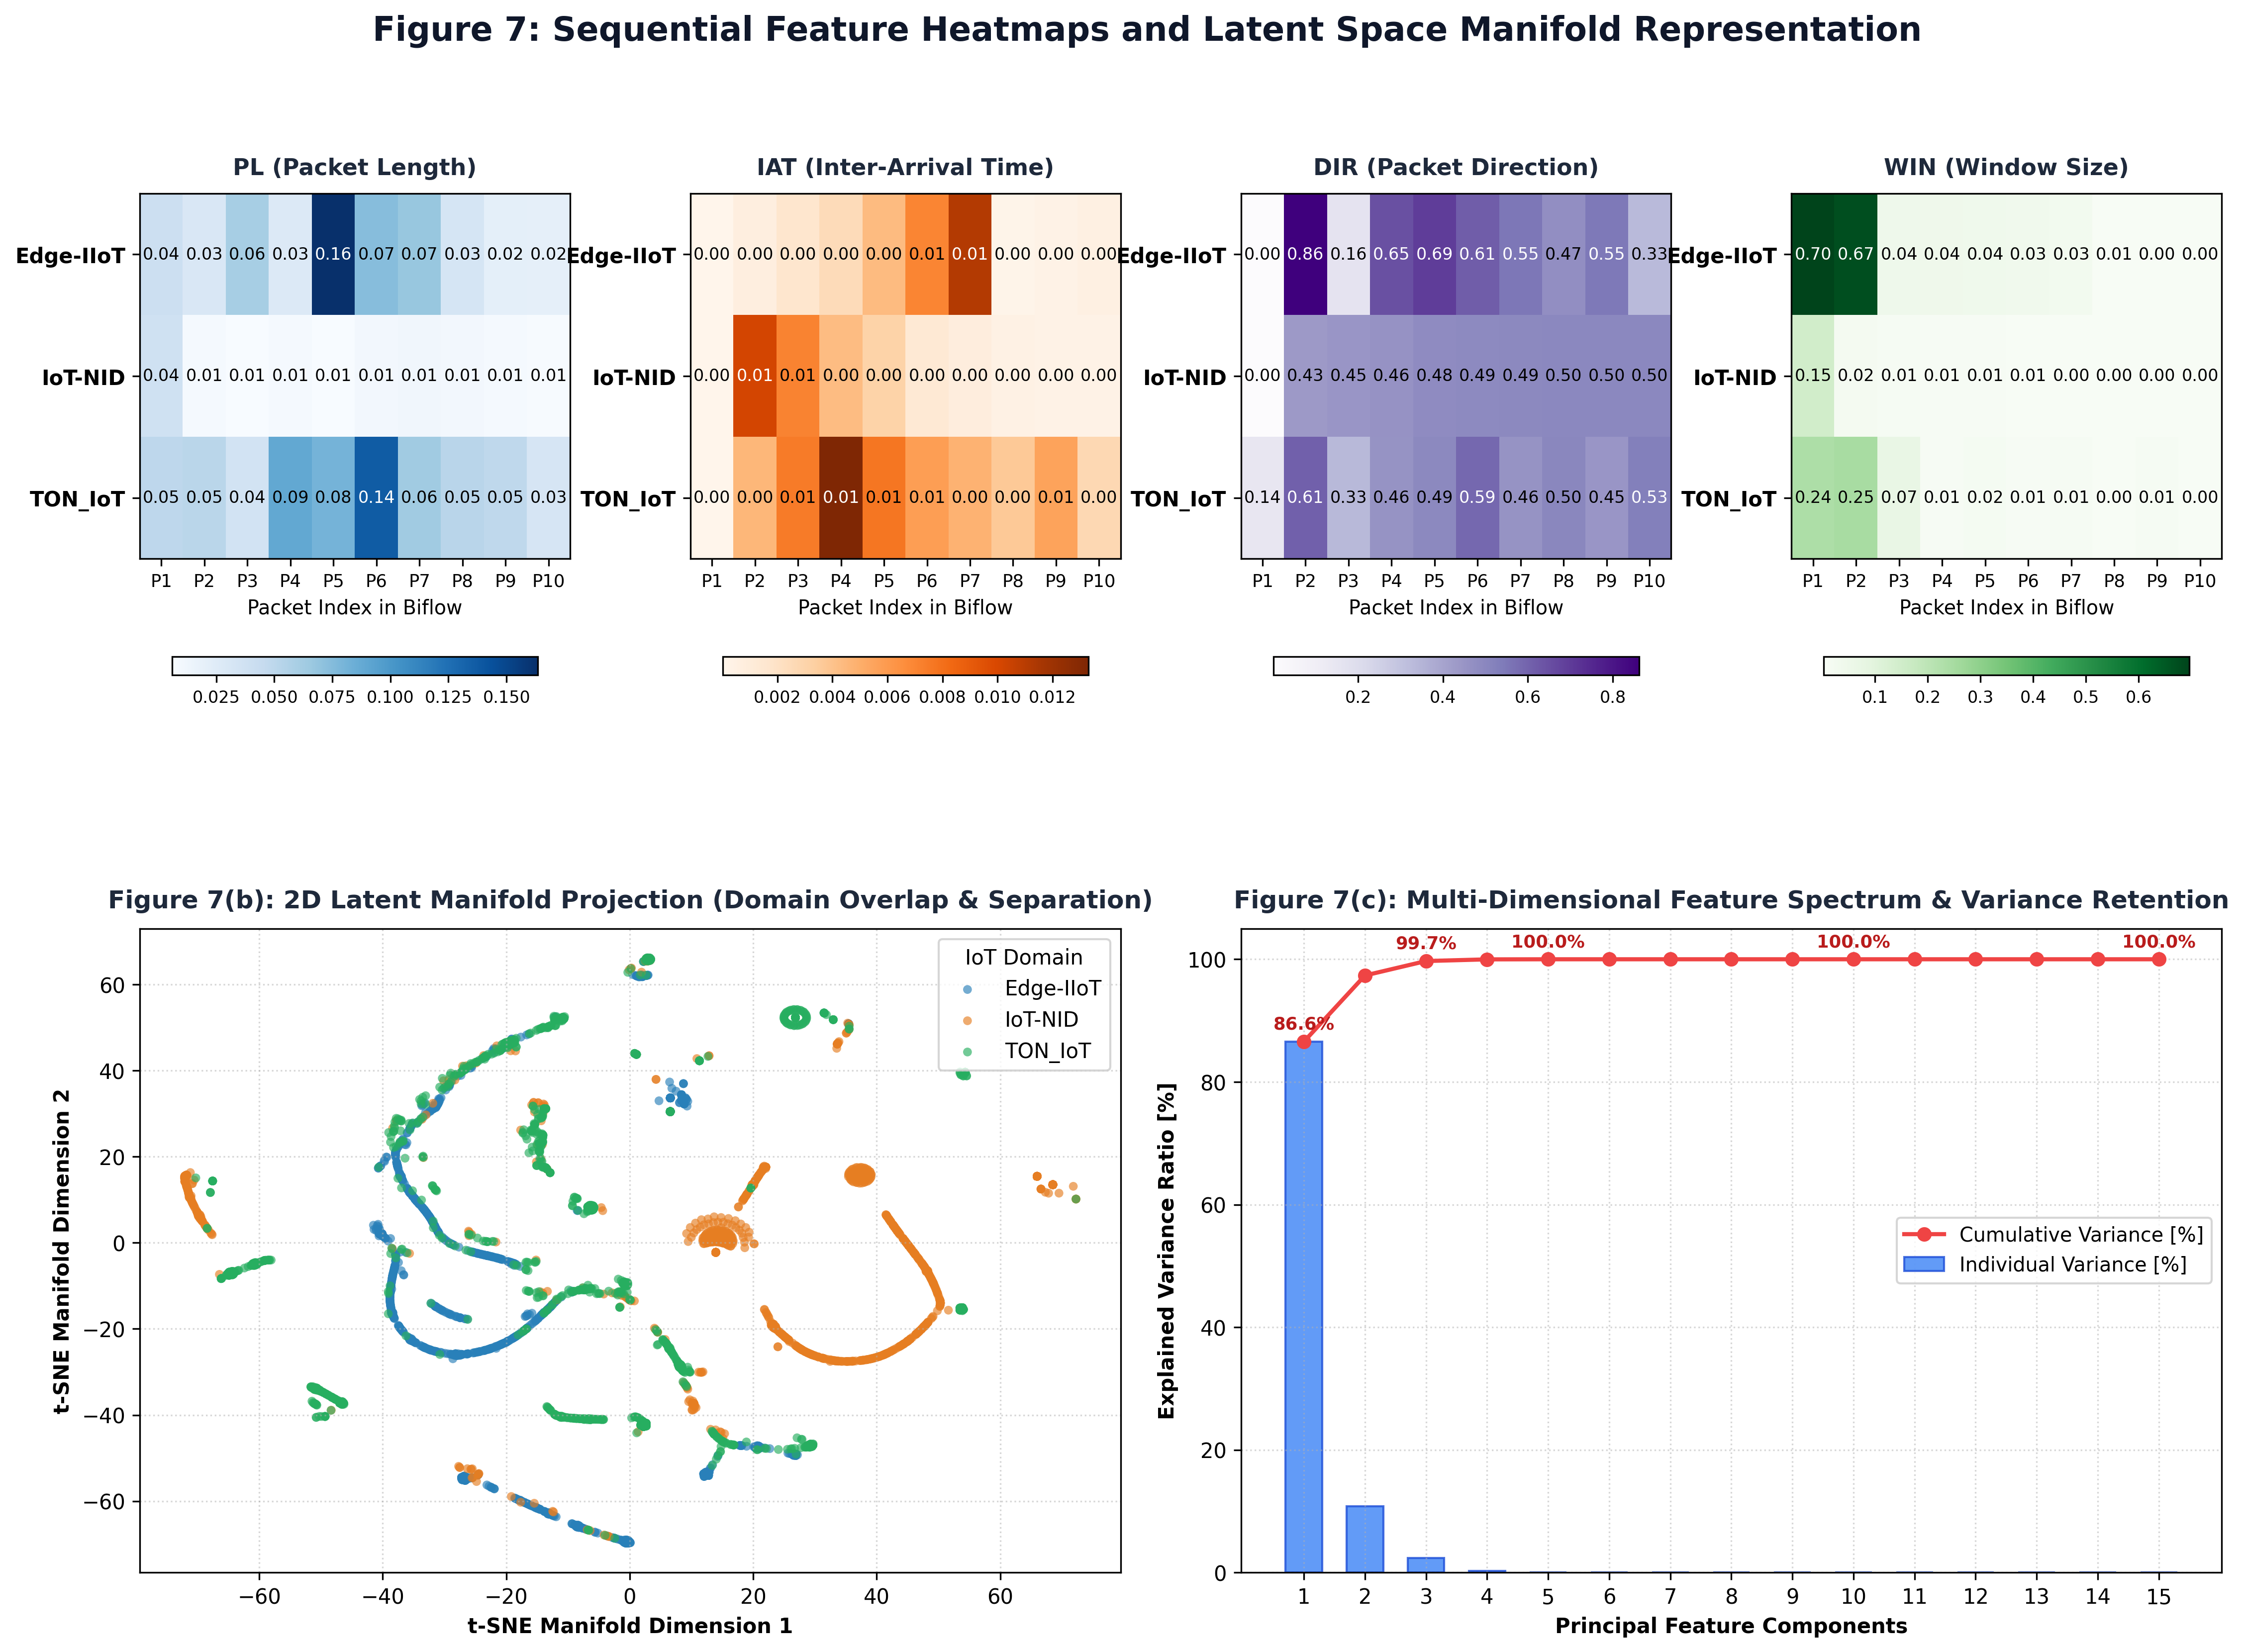 Figure 7: Sequential Feature Heatmaps and Latent Space Manifold Representation
PL (Packet Length)
Edge-IIoT 0.04 0.03 0.06 0.03 0.16 0.07 0.07 0.03 0.02 0.02
IoT-NID 0.04 0.01 0.01 0.01 0.01 0.01 0.01 0.01 0.01 0.01
TON_IoT 0.05 0.05 0.04 0.09 0.08 0.14 0.06 0.05 0.05 0.03
P1 P2 P3 P4 P5 P6 P7 P8 P9 P10
Packet Index in Biflow
0.025 0.050 0.075 0.100 0.125 0.150
IAT (Inter-Arrival Time)
Edge-IIoT 0.00 0.00 0.00 0.00 0.00 0.01 0.01 0.00 0.00 0.00
IoT-NID 0.00 0.01 0.01 0.00 0.00 0.00 0.00 0.00 0.00 0.00
TON_IoT 0.00 0.00 0.01 0.01 0.01 0.01 0.00 0.00 0.01 0.00
P1 P2 P3 P4 P5 P6 P7 P8 P9 P10
Packet Index in Biflow
0.002 0.004 0.006 0.008 0.010 0.012
DIR (Packet Direction)
Edge-IIoT 0.00 0.86 0.16 0.65 0.69 0.61 0.55 0.47 0.55 0.33
IoT-NID 0.00 0.43 0.45 0.46 0.48 0.49 0.49 0.50 0.50 0.50
TON_IoT 0.14 0.61 0.33 0.46 0.49 0.59 0.46 0.50 0.45 0.53
P1 P2 P3 P4 P5 P6 P7 P8 P9 P10
Packet Index in Biflow
0.2 0.4 0.6 0.8
WIN (Window Size)
Edge-IIoT 0.70 0.67 0.04 0.04 0.04 0.03 0.03 0.01 0.00 0.00
IoT-NID 0.15 0.02 0.01 0.01 0.01 0.01 0.00 0.00 0.00 0.00
TON_IoT 0.24 0.25 0.07 0.01 0.02 0.01 0.01 0.00 0.01 0.00
P1 P2 P3 P4 P5 P6 P7 P8 P9 P10
Packet Index in Biflow
0.1 0.2 0.3 0.4 0.5 0.6
Figure 7(b): 2D Latent Manifold Projection (Domain Overlap & Separation)
t-SNE Manifold Dimension 2
60
40
20
0
−20
−40
−60
IoT Domain
Edge-IIoT
IoT-NID
TON_IoT
−60 −40 −20 0 20 40 60
t-SNE Manifold Dimension 1
Figure 7(c): Multi-Dimensional Feature Spectrum & Variance Retention
Explained Variance Ratio [%]
100
80
60
40
20
0
86.6%
99.7%
100.0%
100.0%
100.0%
Cumulative Variance [%]
Individual Variance [%]
1 2 3 4 5 6 7 8 9 10 11 12 13 14 15
Principal Feature Components